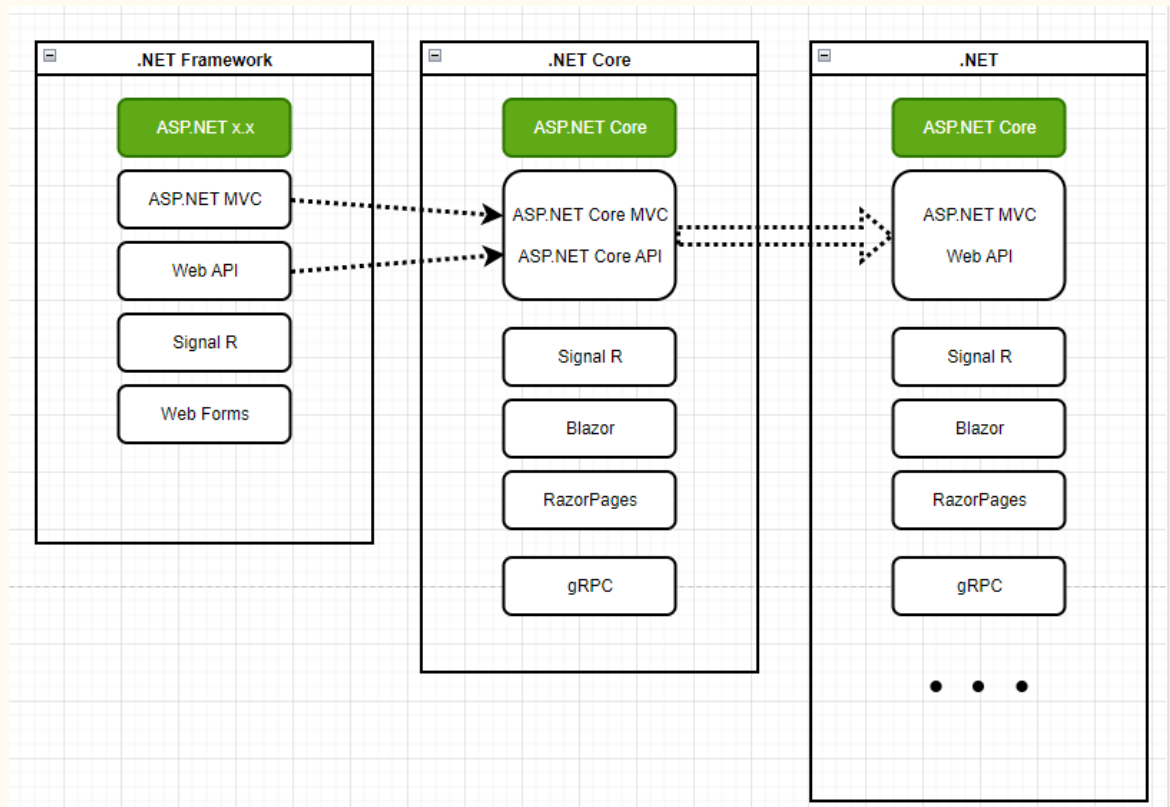 .NET Framework
ASP.NET x.x
ASP.NET MVC
Web API
Signal R
Web Forms
.NET Core
ASP.NET Core
ASP.NET Core MVC
ASP.NET Core API
Signal R
Blazor
RazorPages
gRPC
.NET
ASP.NET Core
ASP.NET MVC
Web API
Signal R
Blazor
RazorPages
gRPC
• • •